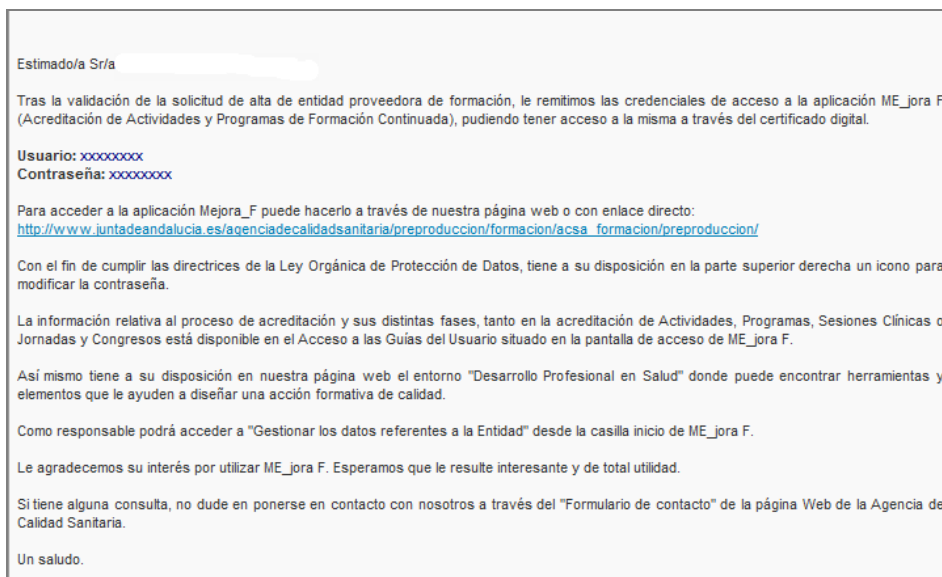 Estimado/a Sr/a
Tras la validación de la solicitud de alta de entidad proveedora de formación, le remitimos las credenciales de acceso a la aplicación ME_jora F
(Acreditación de Actividades y Programas de Formación Continuada), pudiendo tener acceso a la misma a través del certificado digital.
Usuario: xxxxxxxx
Contraseña: xxxxxxxx
Para acceder a la aplicación Mejora_F puede hacerlo a través de nuestra página web o con enlace directo:
http://www.juntadeandalucia.es/agenciadecalidadsanitaria/preproduccion/formacion/acsa_formacion/preproduccion/
Con el fin de cumplir las directrices de la Ley Orgánica de Protección de Datos, tiene a su disposición en la parte superior derecha un icono para
modificar la contraseña.
La información relativa al proceso de acreditación y sus distintas fases, tanto en la acreditación de Actividades, Programas, Sesiones Clínicas o
Jornadas y Congresos está disponible en el Acceso a las Guías del Usuario situado en la pantalla de acceso de ME_jora F.
Así mismo tiene a su disposición en nuestra página web el entorno "Desarrollo Profesional en Salud" donde puede encontrar herramientas y
elementos que le ayuden a diseñar una acción formativa de calidad.
Como responsable podrá acceder a "Gestionar los datos referentes a la Entidad" desde la casilla inicio de ME_jora F.
Le agradecemos su interés por utilizar ME_jora F. Esperamos que le resulte interesante y de total utilidad.
Si tiene alguna consulta, no dude en ponerse en contacto con nosotros a través del "Formulario de contacto" de la página Web de la Agencia de
Calidad Sanitaria.
Un saludo.